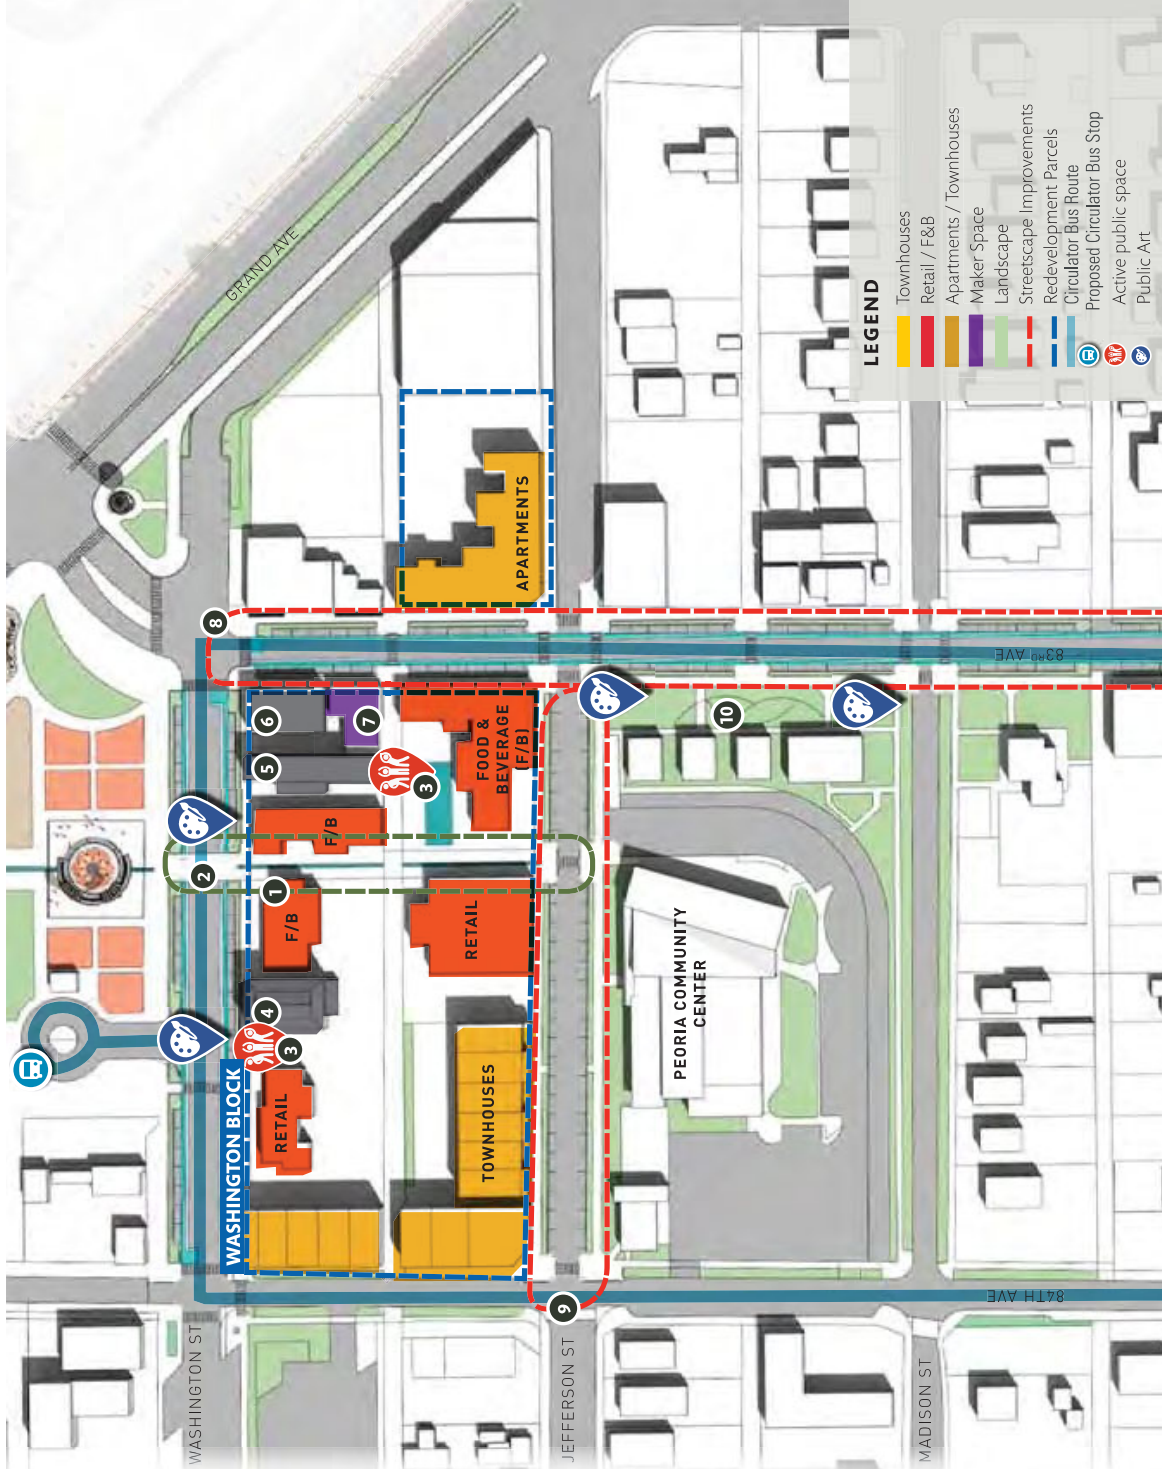 GRAND AVE
LEGEND
Townhouses
Retail / F&B
Apartments / Townhouses
Maker Space
Landscape
Streetscape Improvements
Redevelopment Parcels
Circulator Bus Route
Proposed Circulator Bus Stop
Active public space
Public Art
APARTMENTS
8
6
7
5
FOOD &
BEVERAGE
(F/B)
3
F/B
2
1
F/B
RETAIL
4
3
RETAIL
WASHINGTON BLOCK
TOWNHOUSES
10
PEORIA COMMUNITY
CENTER
9
83RD AVE
84TH AVE
WASHINGTON ST
JEFFERSON ST
MADISON ST